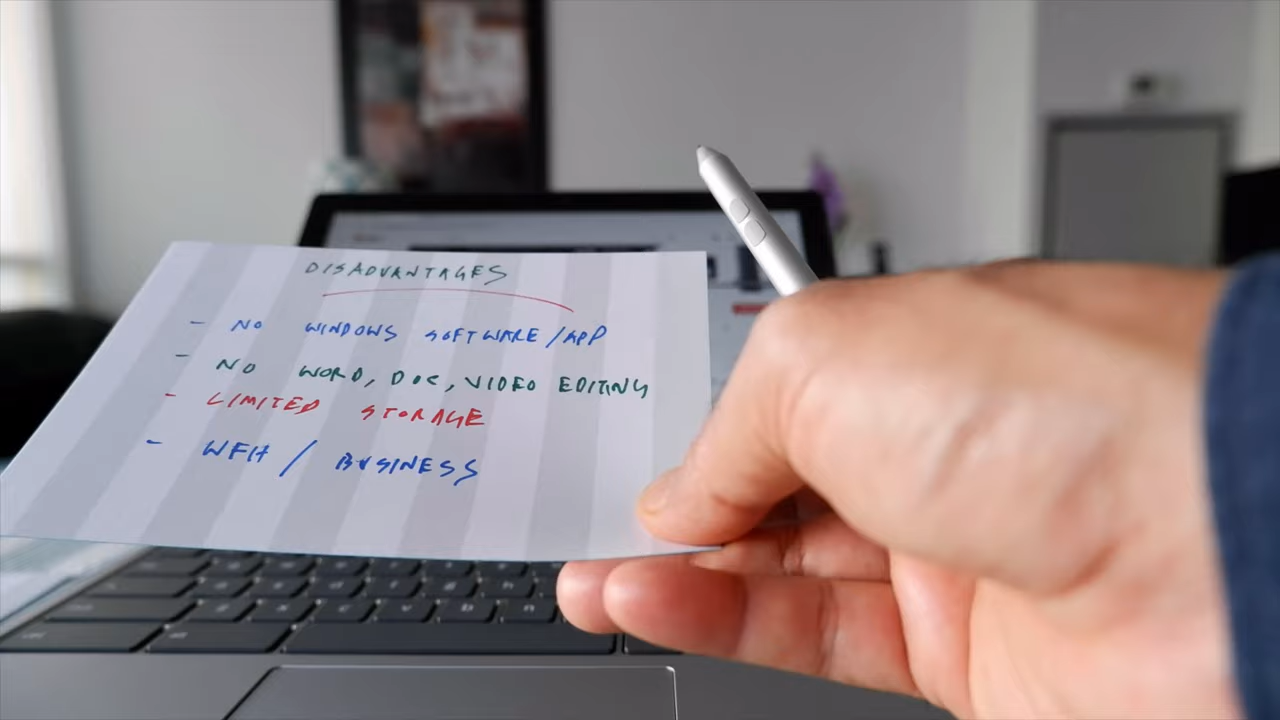 DISADVANTAGES
- NO WINDOWS SOFTWARE/APP
- NO WORD, DOC, VIDEO EDITING
- LIMITED STORAGE
- WFH / BUSINESS